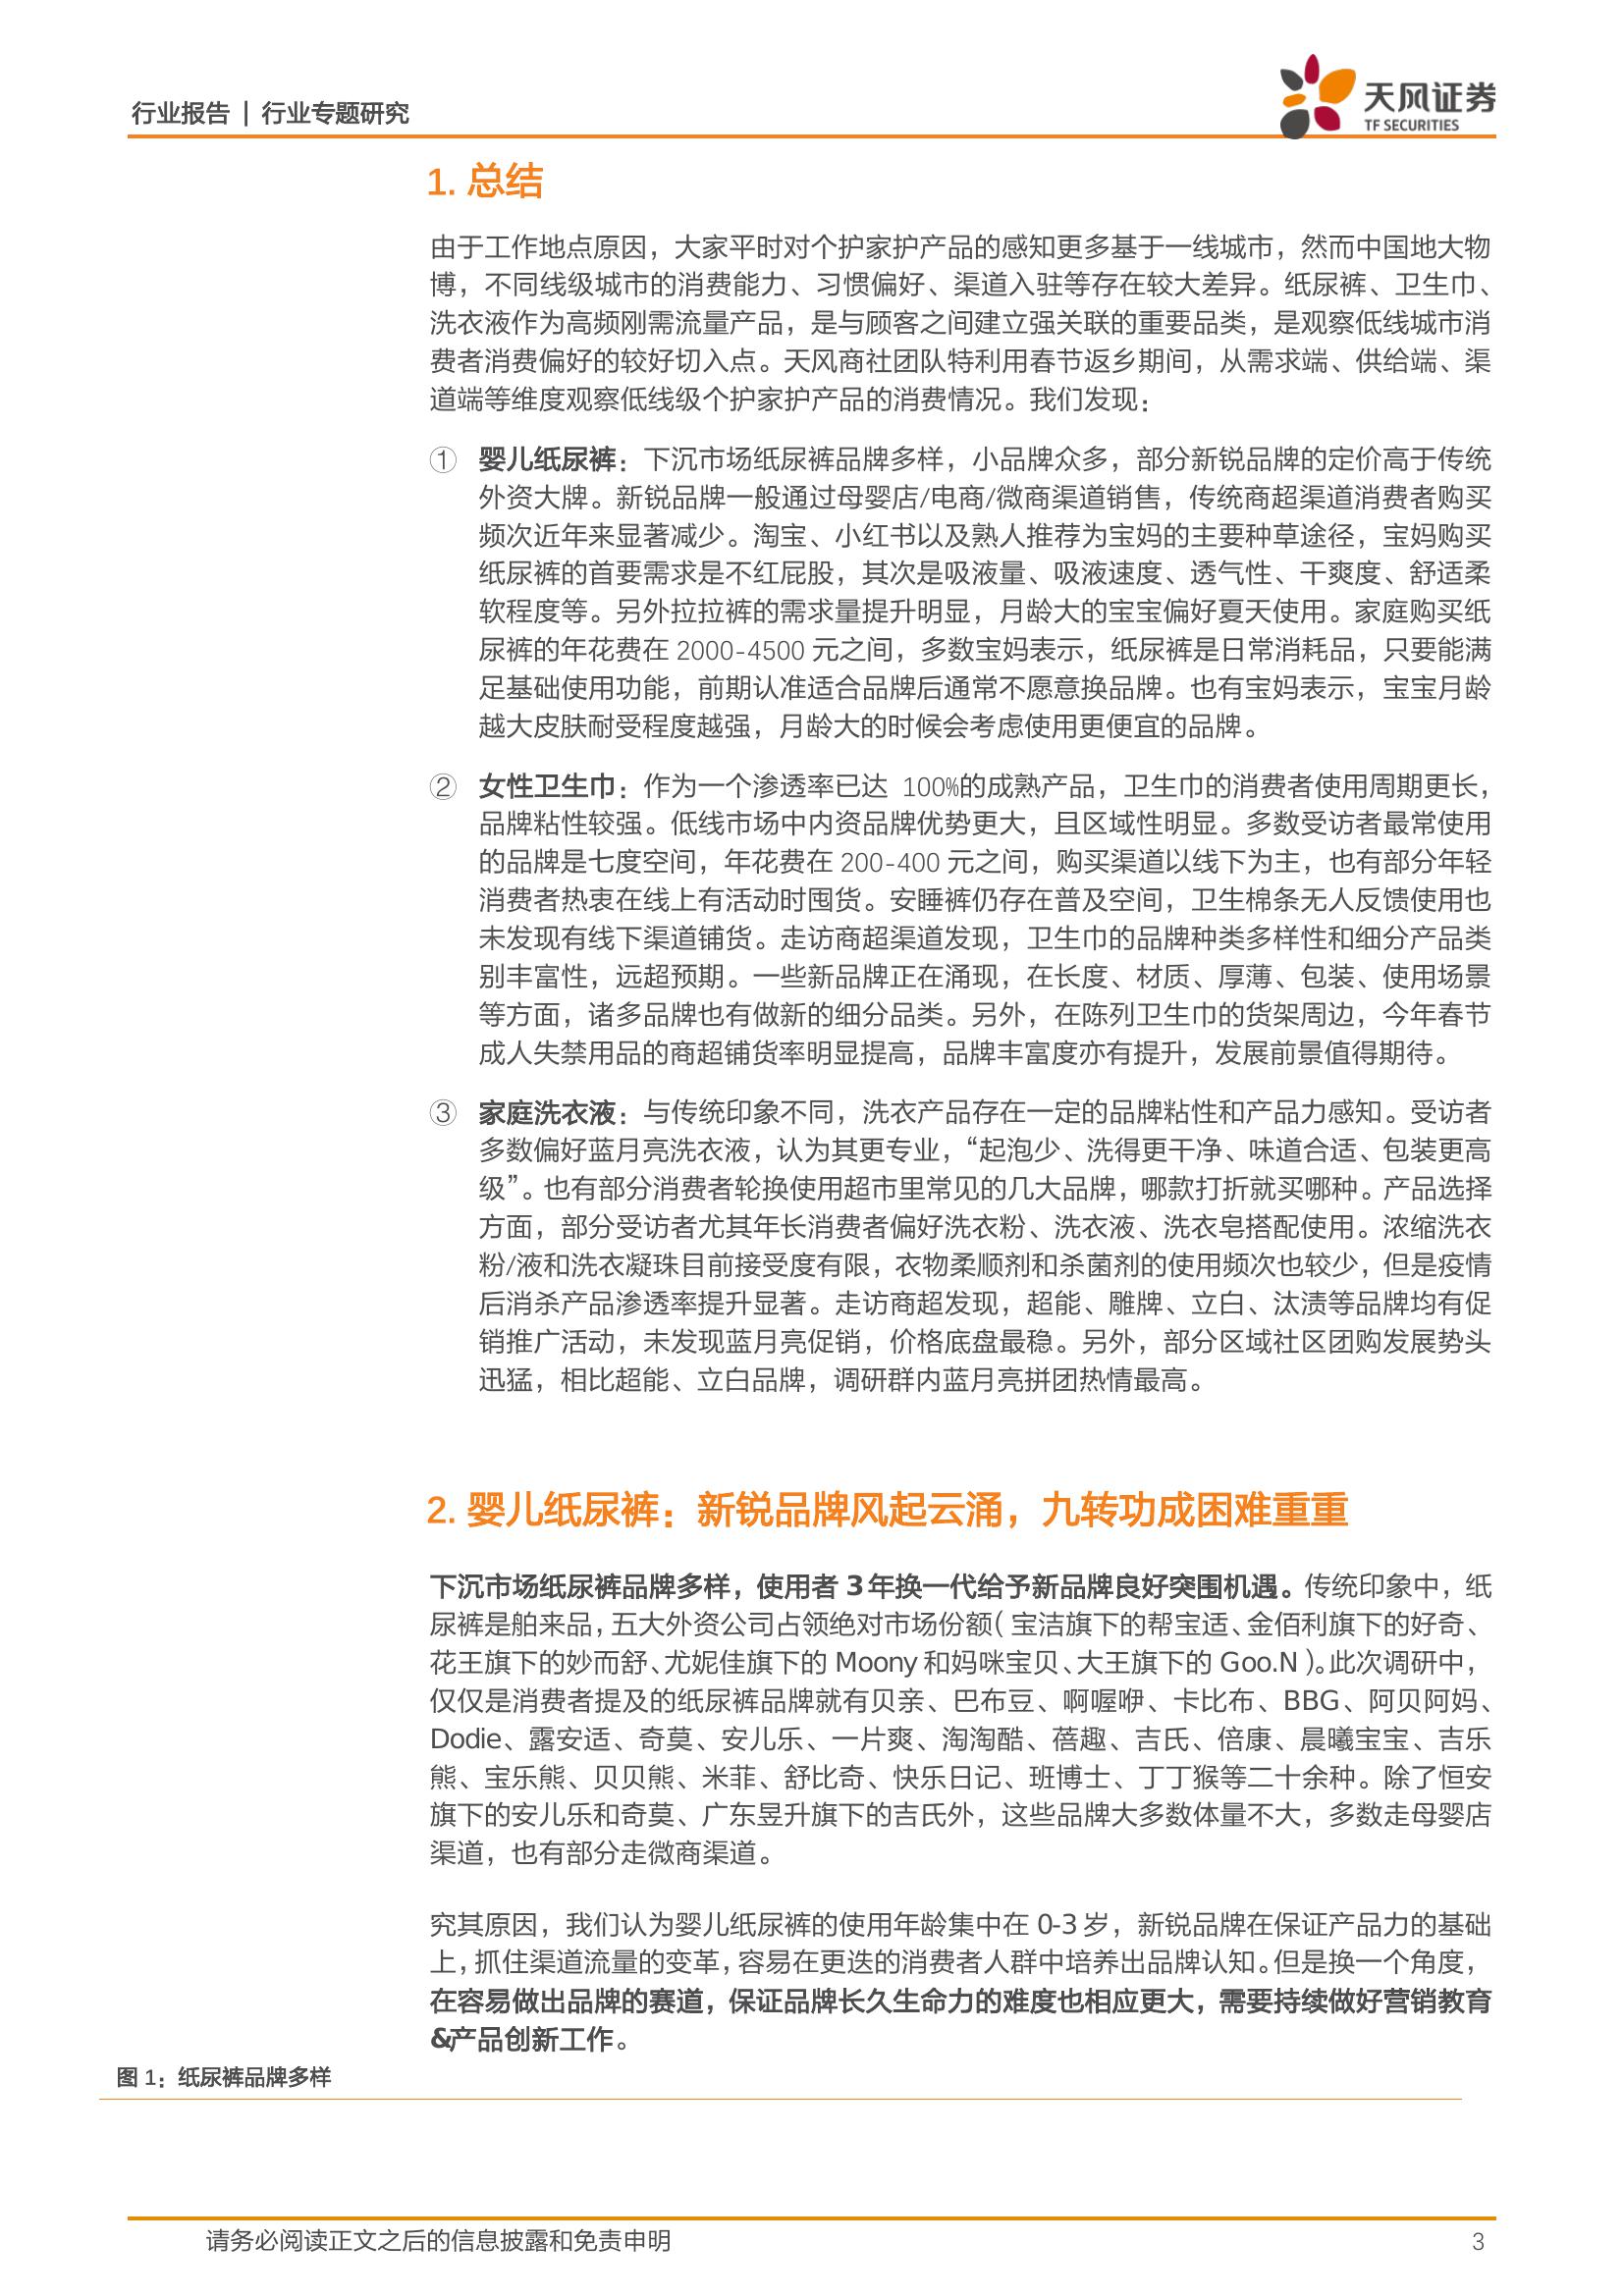 行业报告 | 行业专题研究
天风证券
TF SECURITIES
1. 总结
由于工作地点原因，大家平时对个护家护产品的感知更多基于一线城市，然而中国地大物
博，不同线级城市的消费能力、习惯偏好、渠道入驻等存在较大差异。纸尿裤、卫生巾、
洗衣液作为高频刚需流量产品，是与顾客之间建立强关联的重要品类，是观察低线城市消
费者消费偏好的较好切入点。天风商社团队特利用春节返乡期间，从需求端、供给端、渠
道端等维度观察低线级个护家护产品的消费情况。我们发现：
① 婴儿纸尿裤：下沉市场纸尿裤品牌多样，小品牌众多，部分新锐品牌的定价高于传统
外资大牌。新锐品牌一般通过母婴店/电商/微商渠道销售，传统商超渠道消费者购买
频次近年来显著减少。淘宝、小红书以及熟人推荐为宝妈的主要种草途径，宝妈购买
纸尿裤的首要需求是不红屁股，其次是吸液量、吸液速度、透气性、干爽度、舒适柔
软程度等。另外拉拉裤的需求量提升明显，月龄大的宝宝偏好夏天使用。家庭购买纸
尿裤的年花费在 2000-4500 元之间，多数宝妈表示，纸尿裤是日常消耗品，只要能满
足基础使用功能，前期认准适合品牌后通常不愿意换品牌。也有宝妈表示，宝宝月龄
越大皮肤耐受程度越强，月龄大的时候会考虑使用更便宜的品牌。
② 女性卫生巾：作为一个渗透率已达 100%的成熟产品，卫生巾的消费者使用周期更长，
品牌粘性较强。低线市场中内资品牌优势更大，且区域性明显。多数受访者最常使用
的品牌是七度空间，年花费在 200-400 元之间，购买渠道以线下为主，也有部分年轻
消费者热衷在线上有活动时囤货。安睡裤仍存在普及空间，卫生棉条无人反馈使用也
未发现有线下渠道铺货。走访商超渠道发现，卫生巾的品牌种类多样性和细分产品类
别丰富性，远超预期。一些新品牌正在涌现，在长度、材质、厚薄、包装、使用场景
等方面，诸多品牌也有做新的细分品类。另外，在陈列卫生巾的货架周边，今年春节
成人失禁用品的商超铺货率明显提高，品牌丰富度亦有提升，发展前景值得期待。
③ 家庭洗衣液：与传统印象不同，洗衣产品存在一定的品牌粘性和产品力感知。受访者
多数偏好蓝月亮洗衣液，认为其更专业，“起泡少、洗得更干净、味道合适、包装更高
级”。也有部分消费者轮换使用超市里常见的几大品牌，哪款打折就买哪种。产品选择
方面，部分受访者尤其年长消费者偏好洗衣粉、洗衣液、洗衣皂搭配使用。浓缩洗衣
粉/液和洗衣凝珠目前接受度有限，衣物柔顺剂和杀菌剂的使用频次也较少，但是疫情
后消杀产品渗透率提升显著。走访商超发现，超能、雕牌、立白、汰渍等品牌均有促
销推广活动，未发现蓝月亮促销，价格底盘最稳。另外，部分区域社区团购发展势头
迅猛，相比超能、立白品牌，调研群内蓝月亮拼团热情最高。
2. 婴儿纸尿裤：新锐品牌风起云涌，九转功成困难重重
下沉市场纸尿裤品牌多样，使用者 3 年换一代给予新品牌良好突围机遇。传统印象中，纸
尿裤是舶来品，五大外资公司占领绝对市场份额（宝洁旗下的帮宝适、金佰利旗下的好奇、
花王旗下的妙而舒、尤妮佳旗下的 Moony 和妈咪宝贝、大王旗下的 Goo.N）。此次调研中，
仅仅是消费者提及的纸尿裤品牌就有贝亲、巴布豆、啊喔咿、卡比布、BBG、阿贝阿妈、
Dodie、露安适、奇莫、安儿乐、一片爽、淘淘酷、蓓趣、吉氏、倍康、晨曦宝宝、吉乐
熊、宝乐熊、贝贝熊、米菲、舒比奇、快乐日记、班博士、丁丁猴等二十余种。除了恒安
旗下的安儿乐和奇莫、广东昱升旗下的吉氏外，这些品牌大多数体量不大，多数走母婴店
渠道，也有部分走微商渠道。
究其原因，我们认为婴儿纸尿裤的使用年龄集中在 0-3 岁，新锐品牌在保证产品力的基础
上，抓住渠道流量的变革，容易在更迭的消费者人群中培养出品牌认知。但是换一个角度，
在容易做出品牌的赛道，保证品牌长久生命力的难度也相应更大，需要持续做好营销教育
&产品创新工作。
图 1：纸尿裤品牌多样
请务必阅读正文之后的信息披露和免责申明
3